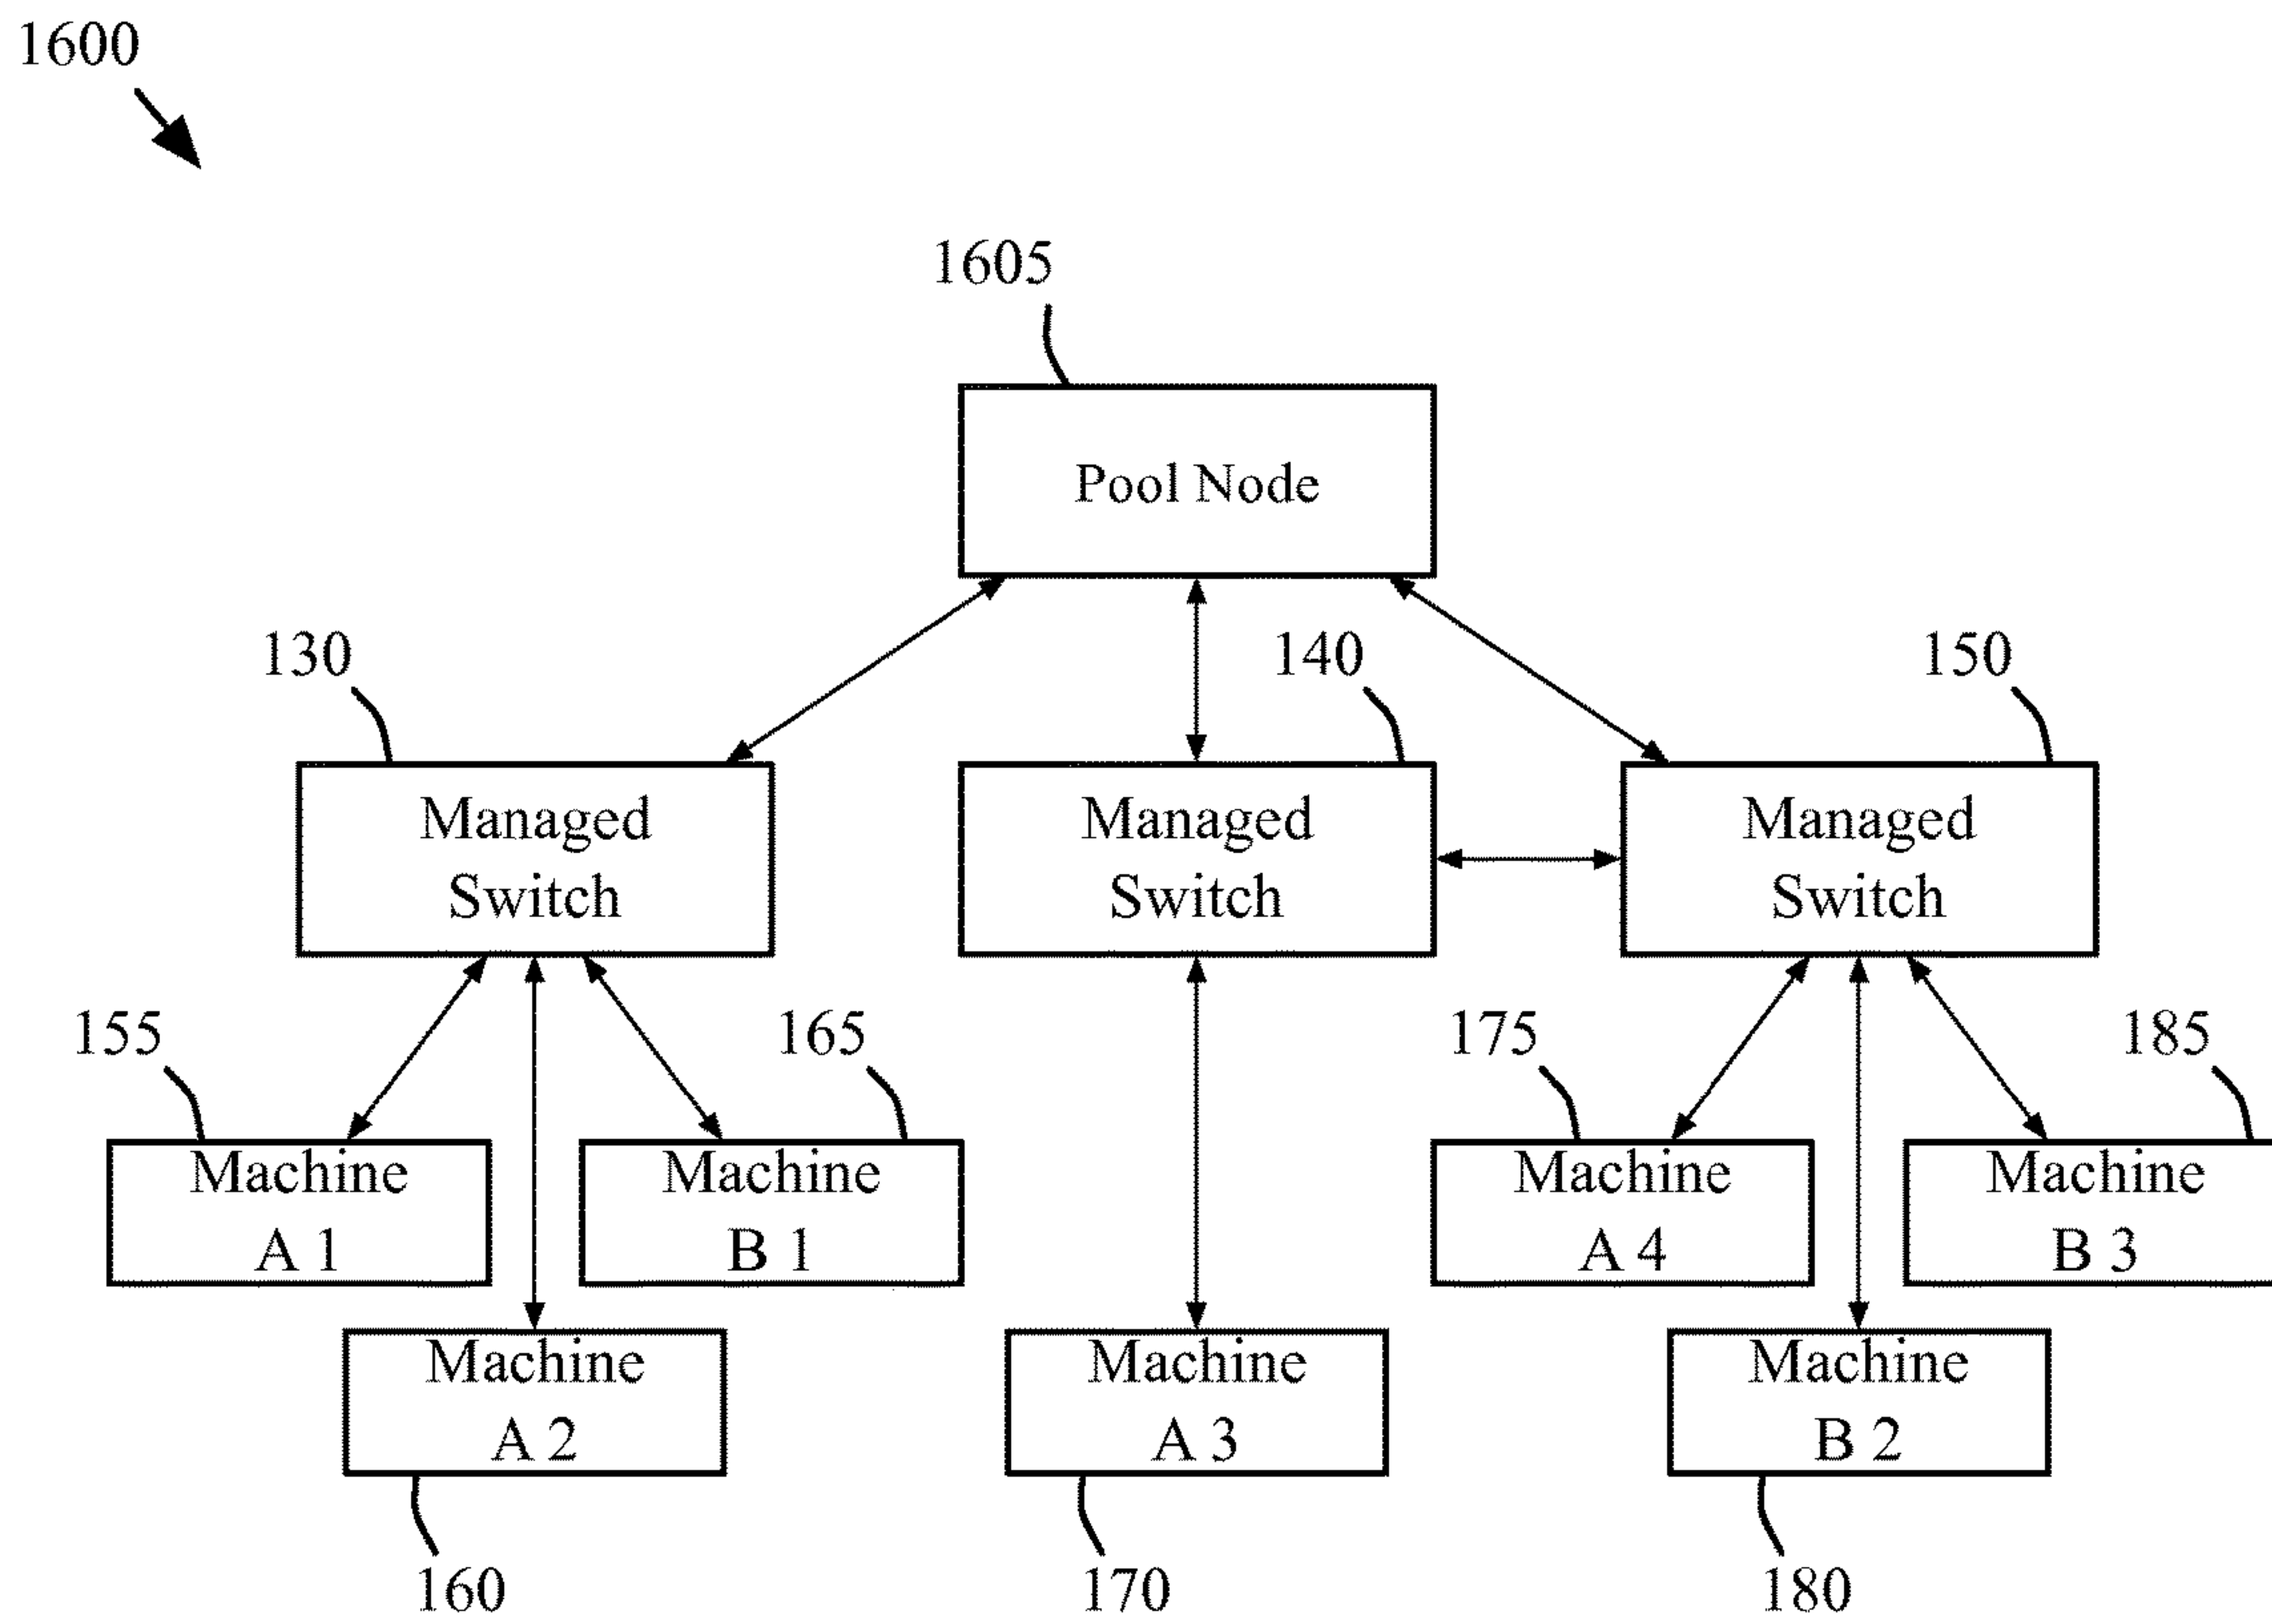 1600
1605
Pool Node
130
140
150
Managed
Switch
Managed
Switch
Managed
Switch
155
165
175
185
Machine
A 1
Machine
B 1
Machine
A 4
Machine
B 3
Machine
A 2
Machine
A 3
Machine
B 2
160
170
180